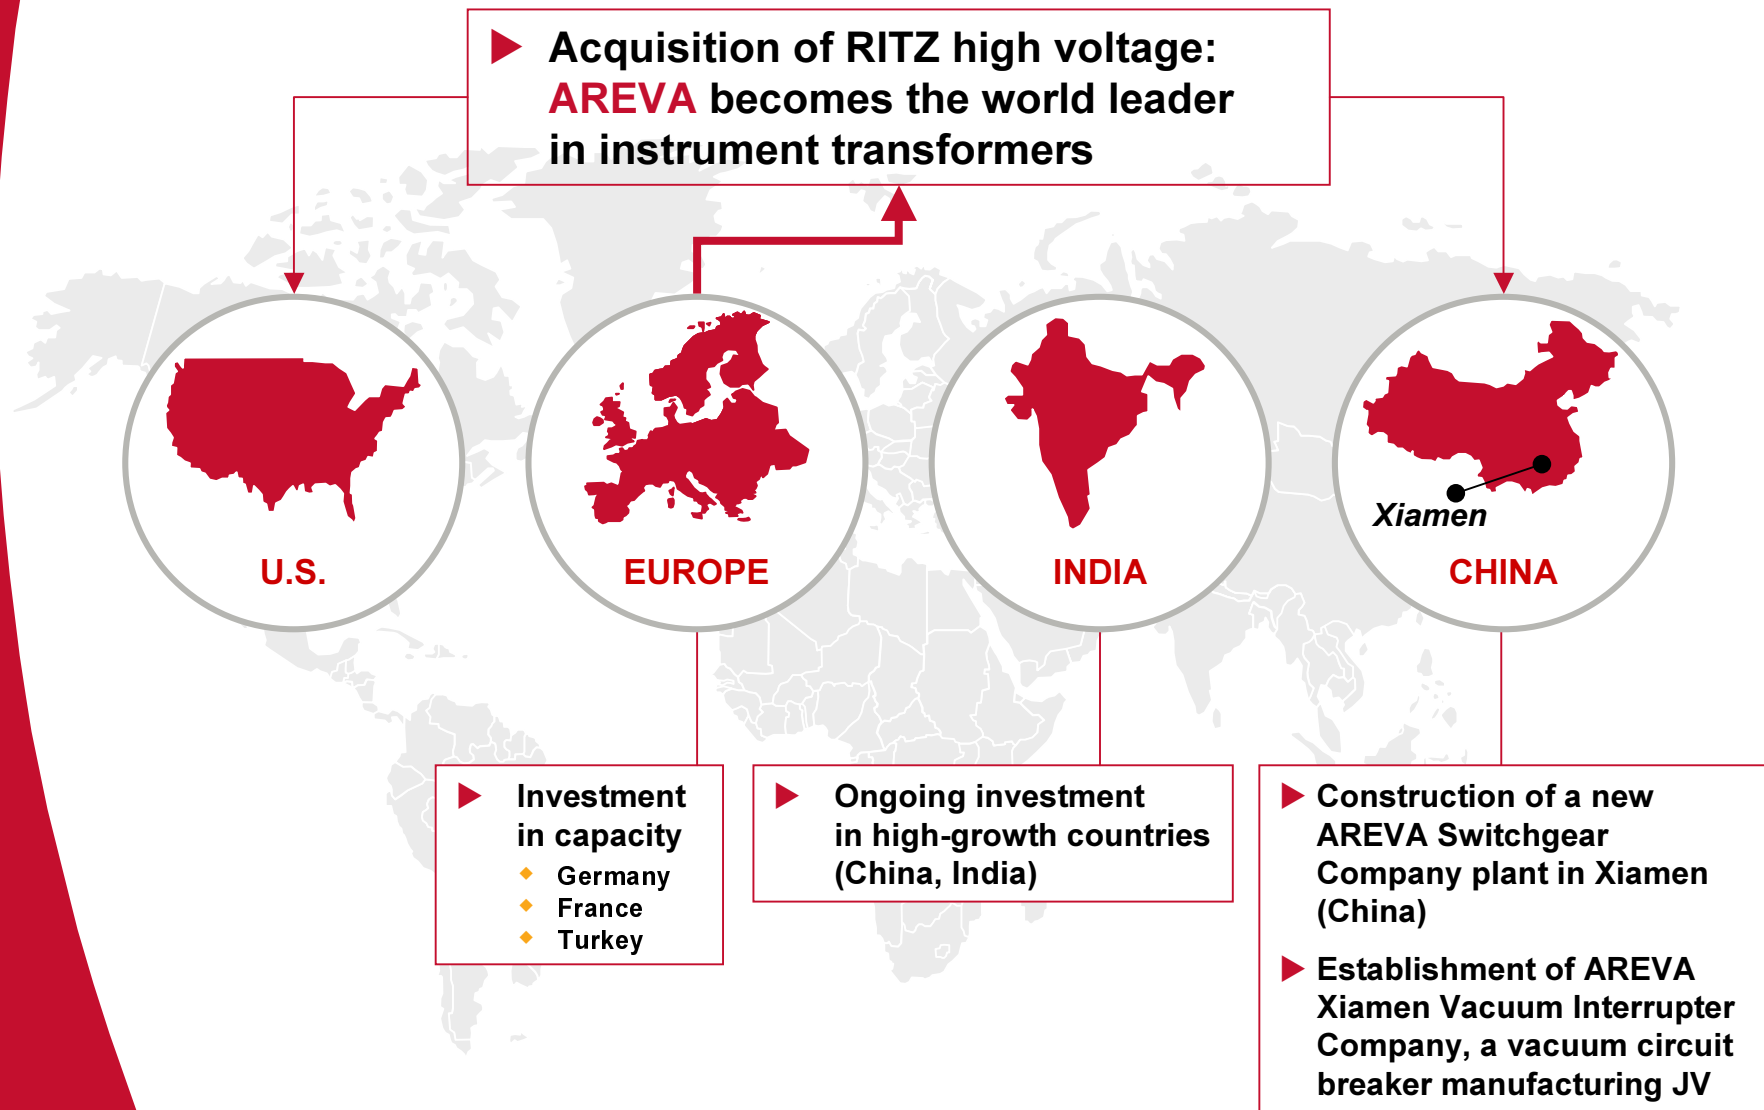 Acquisition of RITZ high voltage:
AREVA becomes the world leader
in instrument transformers
U.S.
EUROPE
INDIA
Xiamen
CHINA
Investment
in capacity
Germany
France
Turkey
Ongoing investment
in high-growth countries
(China, India)
Construction of a new
AREVA Switchgear
Company plant in Xiamen
(China)
Establishment of AREVA
Xiamen Vacuum Interrupter
Company, a vacuum circuit
breaker manufacturing JV